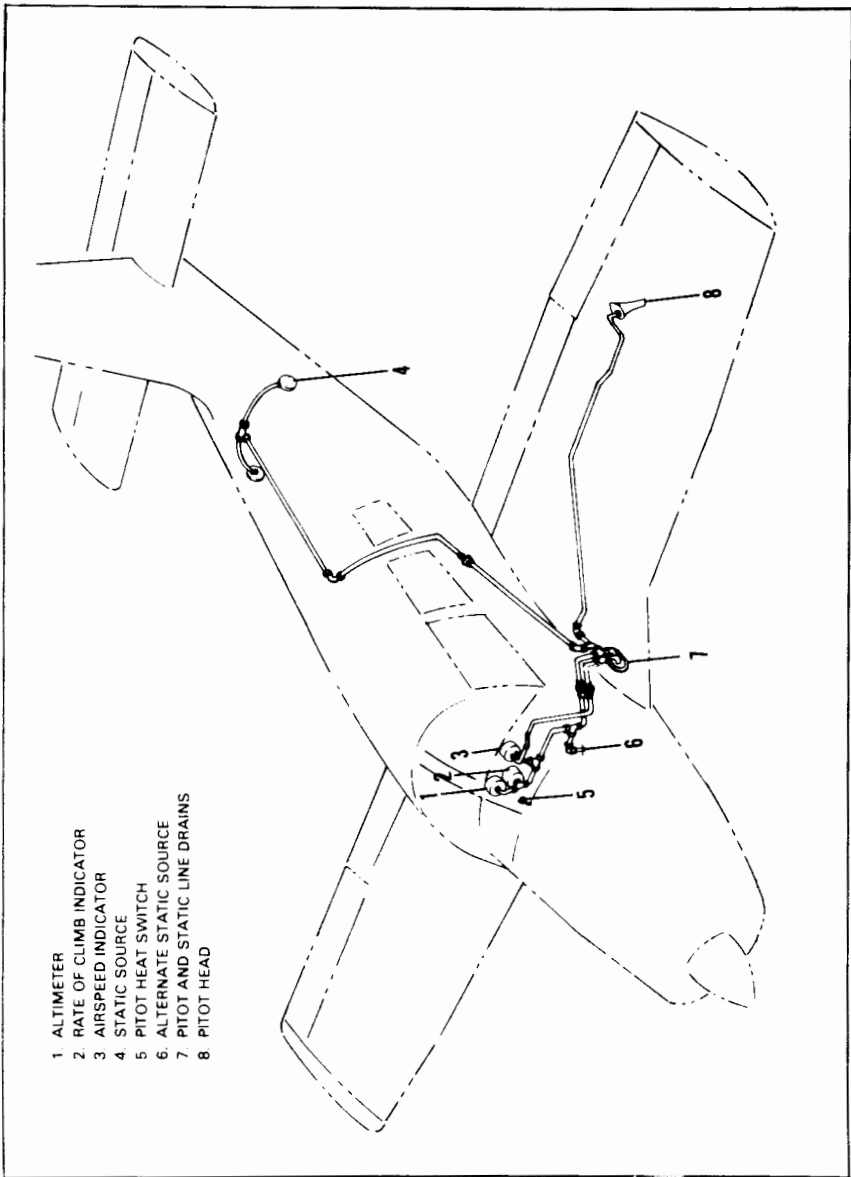 1. ALTIMETER
2. RATE OF CLIMB INDICATOR
3 AIRSPEED INDICATOR
4. STATIC SOURCE
5 PITOT HEAT SWITCH
6. ALTERNATE STATIC SOURCE
7. PITOT AND STATIC LINE DRAINS
8. PITOT HEAD
1
2
3
4
5
6
7
8